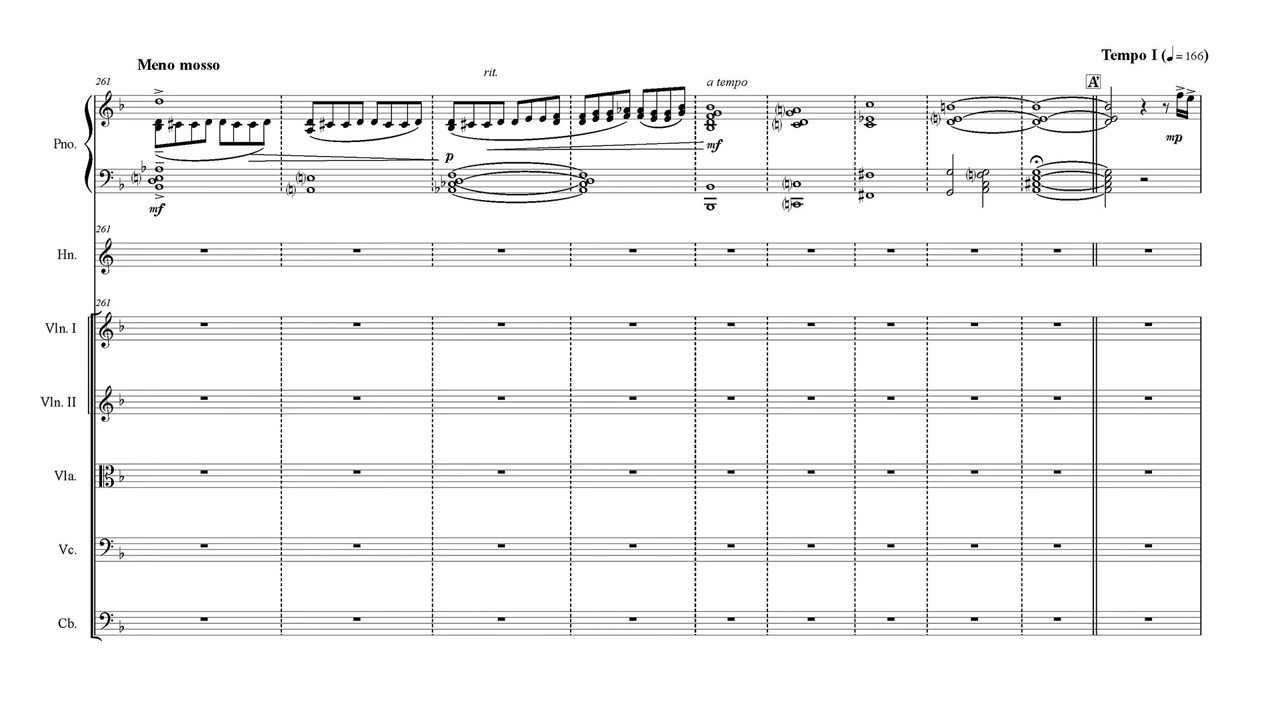 Meno mosso
rit.
a tempo
Tempo I (♩=166)
A'
261
Pno.
mf
p
mf
mp
261
Hn.
261
Vln. I
Vln. II
Vla.
Vc.
Cb.